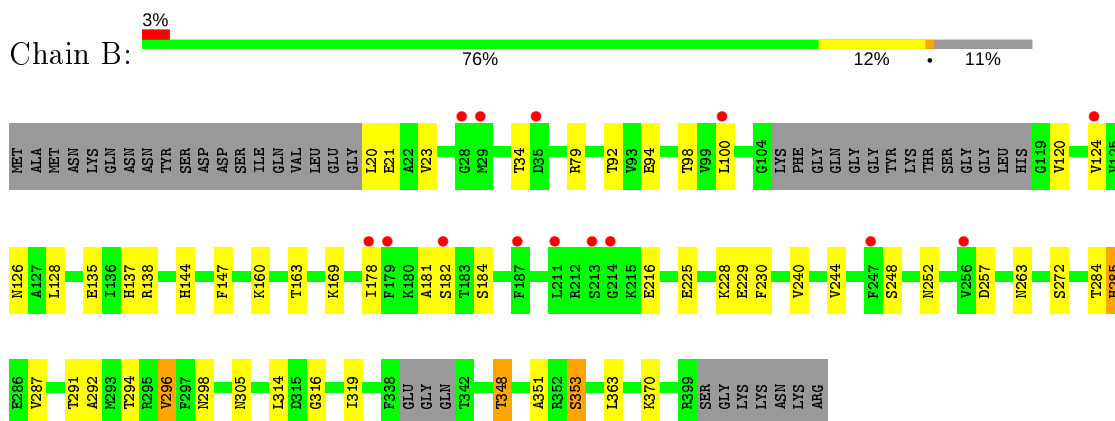 3%
Chain B:
76% 12% • 11%
MET ALA MET ASN LYS GLN ASN ASN TYR SER ASP ASP SER ILE GLN VAL LEU GLU GLY L20 E21 A22 V23 G28 M29 T34 D35 R79 T92 V93 E94 T98 V99 L100 G104 LYS PHE GLY GLN GLY GLY TYR LYS THR SER GLY GLY LEU HIS G119 V120 V124
N126 A127 L128 E135 I136 H137 R138 H144 F147 K160 T163 K169 I178 F179 K180 A181 S182 T183 S184 F187 L211 R212 S213 G214 K215 E216 E225 K228 E229 F230 V240 V244 F247 S248 N252 V256 D257 N263 S272 T284 H285
E286 V287 T291 A292 M293 T294 R295 V296 F297 N298 N305 L314 D315 G316 I319 F338 GLU GLY GLN T342 T348 A351 R352 S353 L363 K370 R399 SER GLY LYS LYS ASN LYS ARG